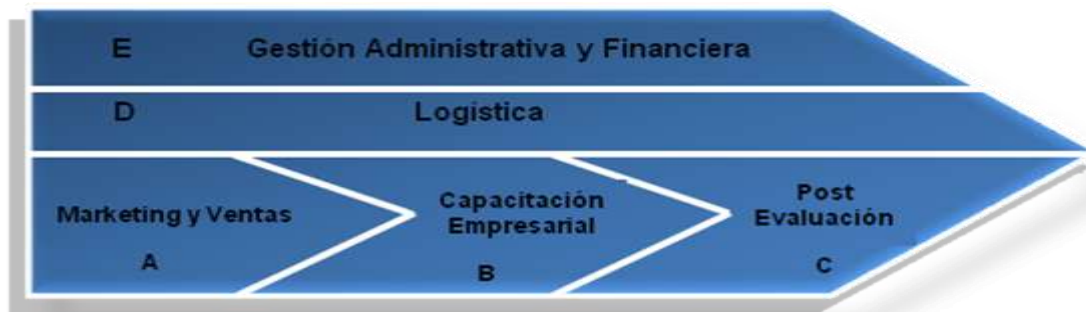 E Gestión Administrativa y Financiera
D Logística
Marketing y Ventas
A
Capacitación
Empresarial
B
Post
Evaluación
C